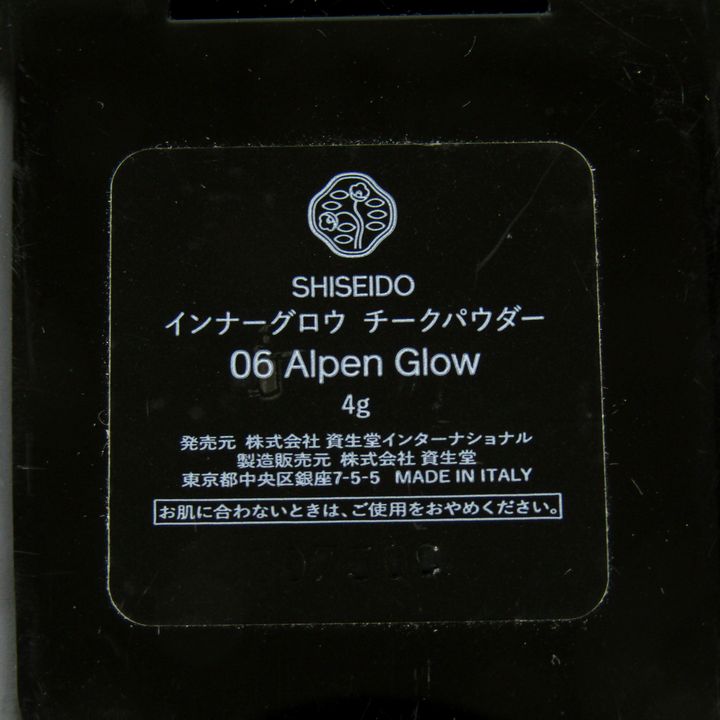 SHISEIDO
インナーグロウ チークパウダー
06 Alpen Glow
4g
発売元 株式会社 資生堂インターナショナル
製造販売元 株式会社 資生堂
東京都中央区銀座7-5-5 MADE IN ITALY
お肌に合わないときは、ご使用をおやめください。